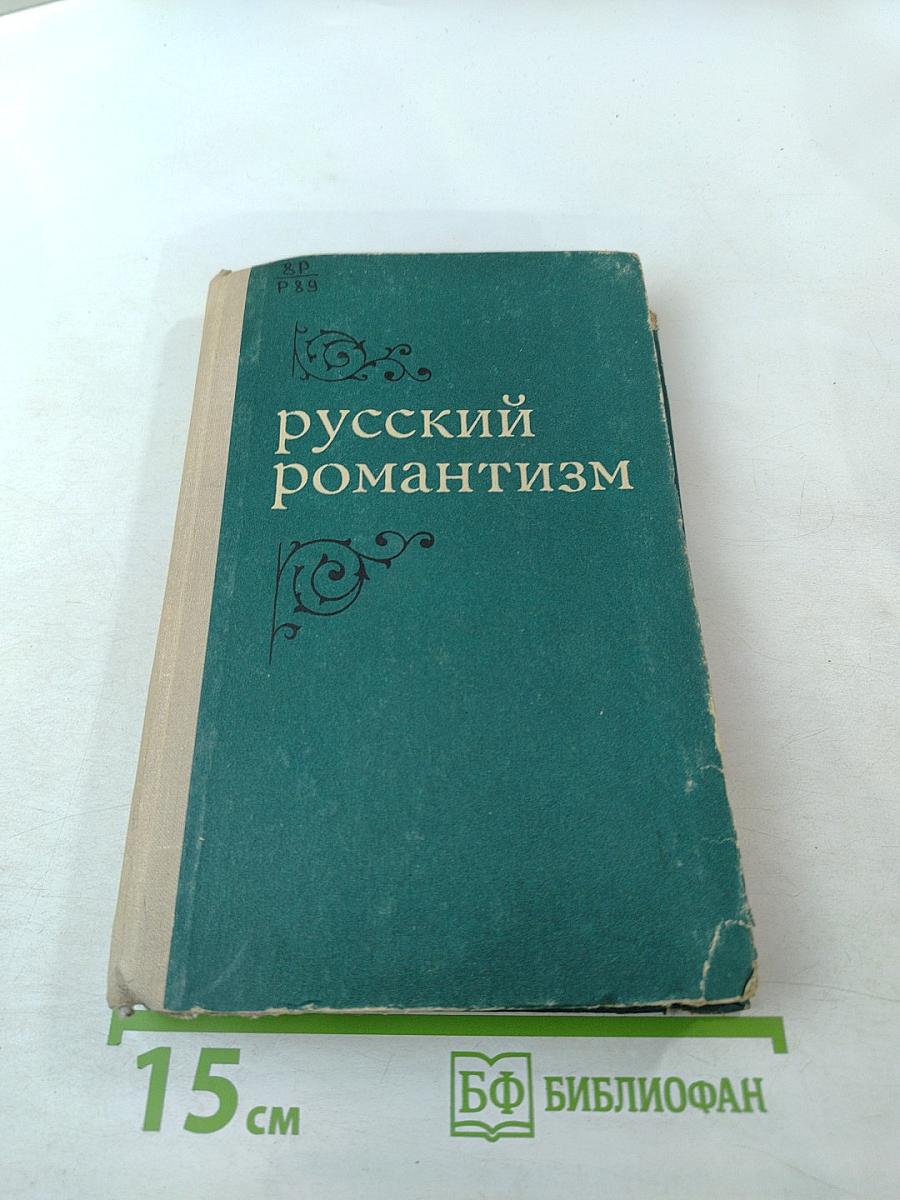 8Р
Р89
русский
романтизм
15 см
БФ БИБЛИОФАН